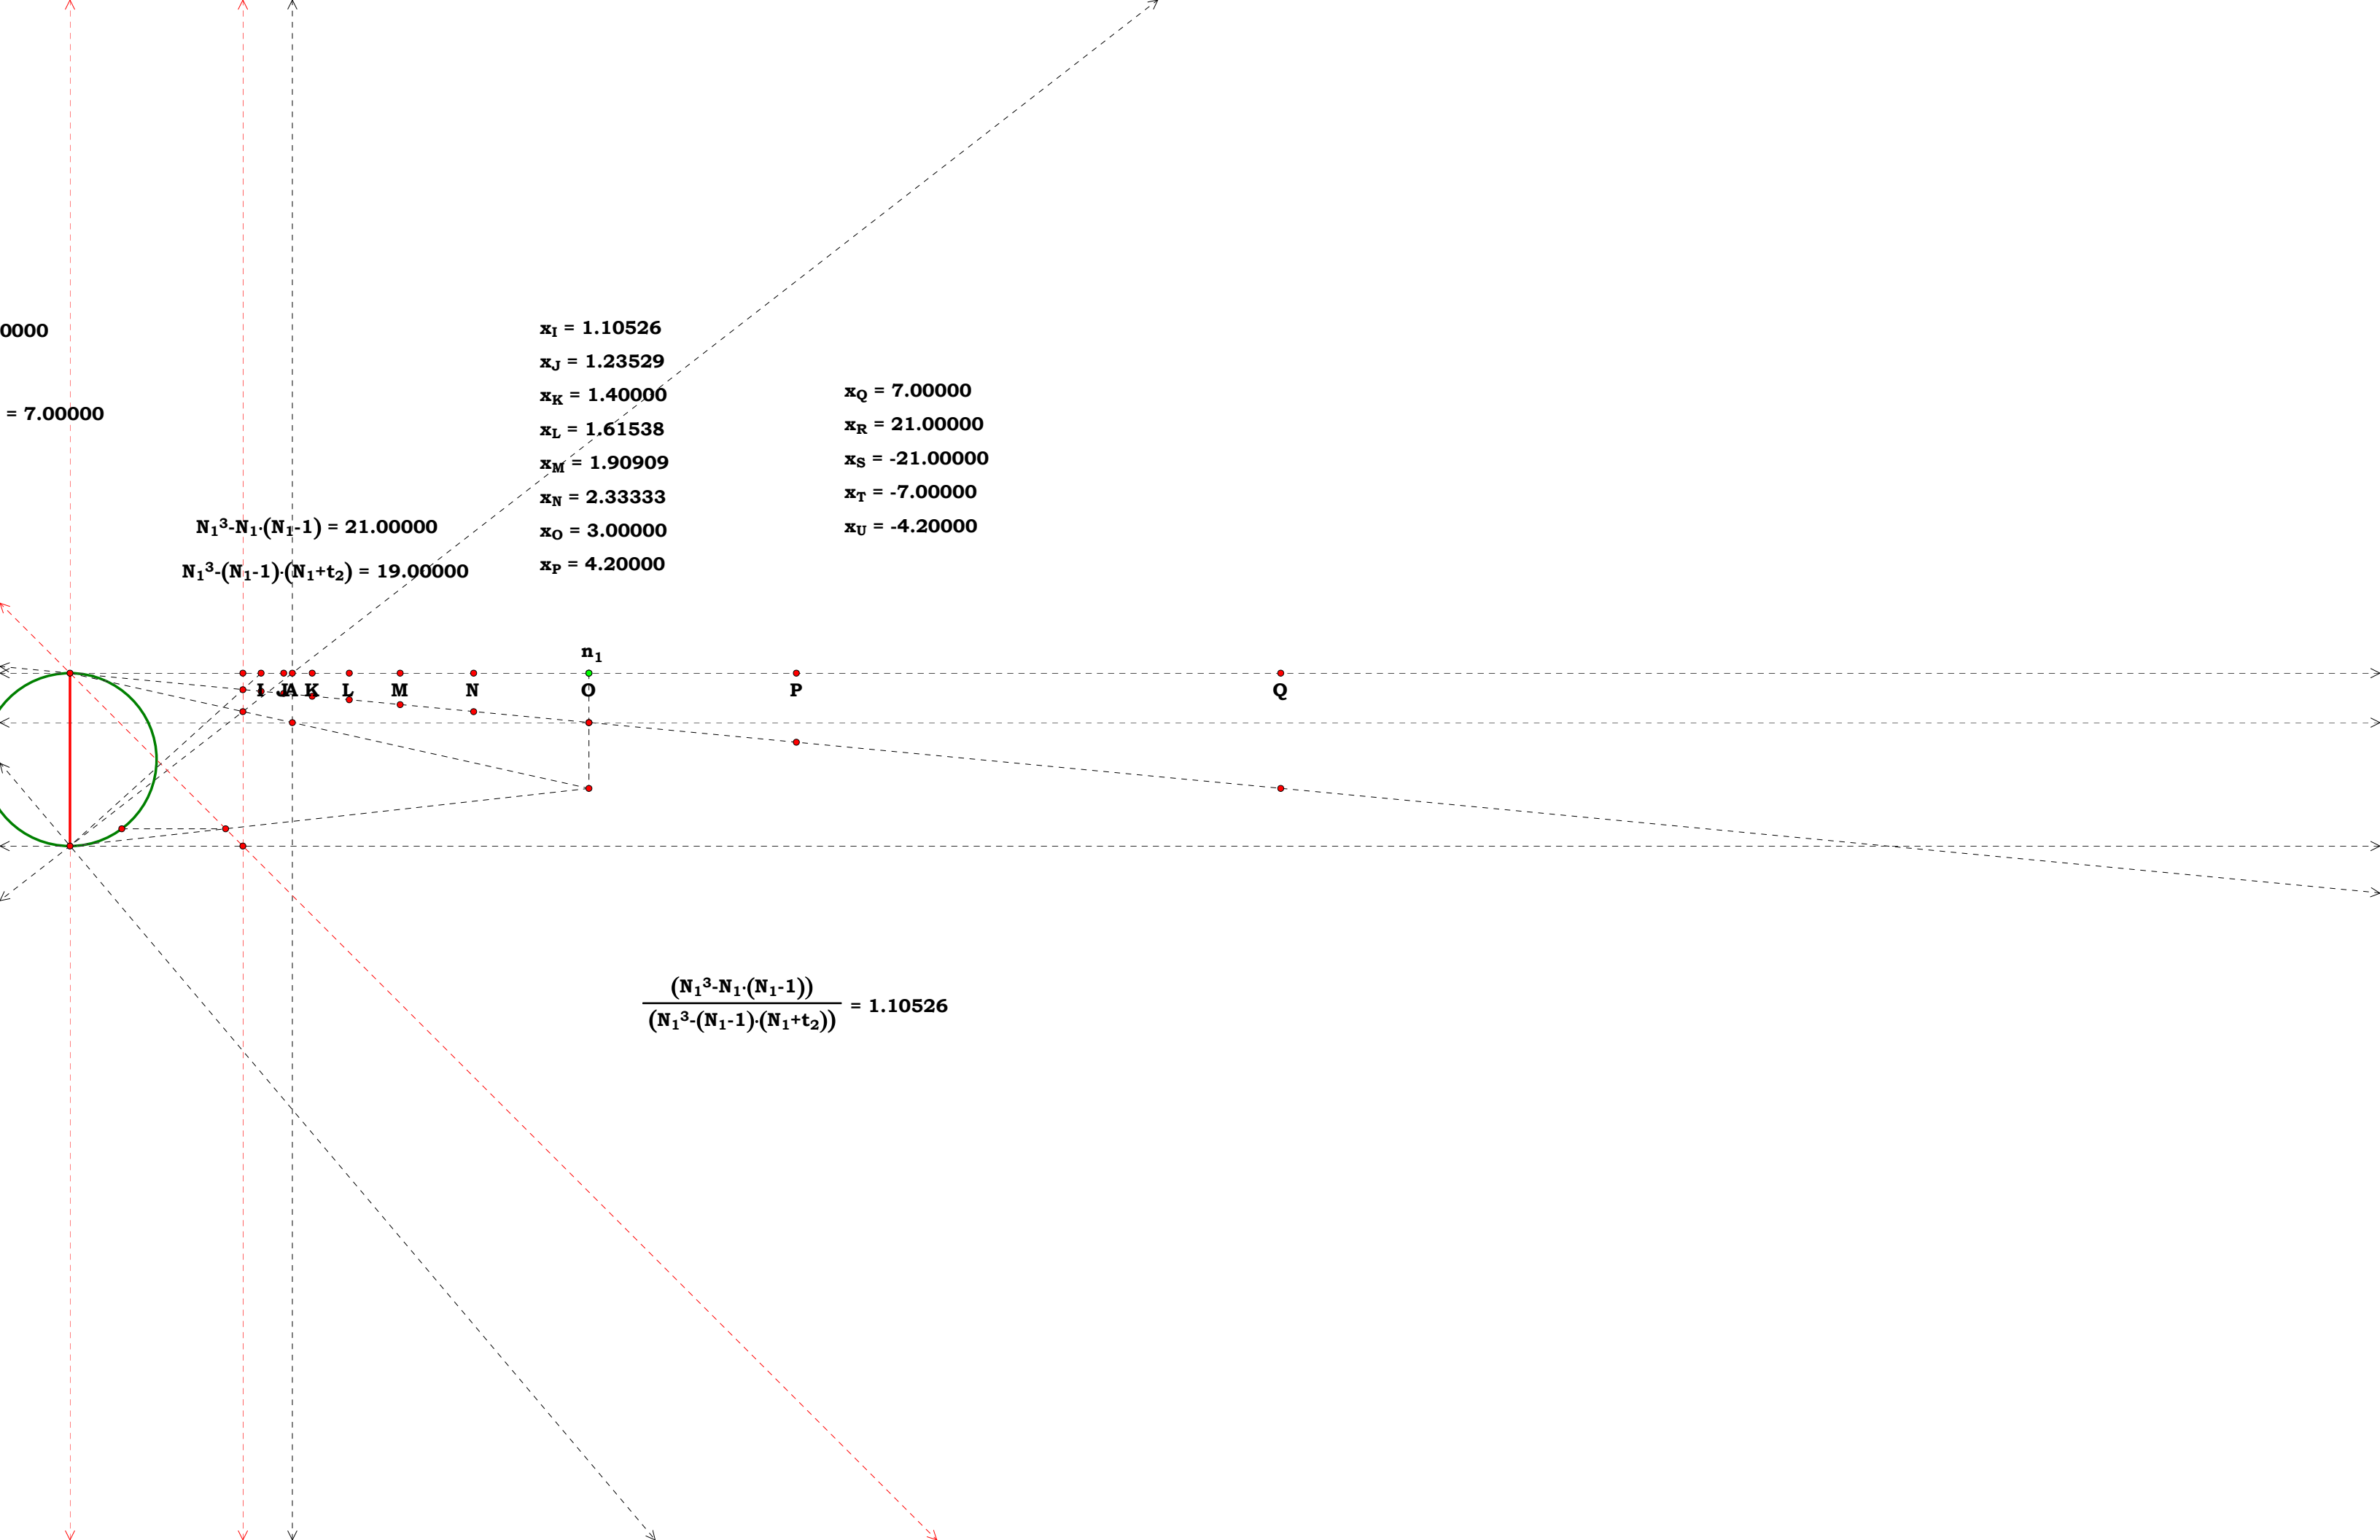 0000
= 7.00000
x_I = 1.10526
x_J = 1.23529
x_K = 1.40000
x_L = 1.61538
x_M = 1.90909
x_N = 2.33333
x_O = 3.00000
x_P = 4.20000
x_Q = 7.00000
x_R = 21.00000
x_S = -21.00000
x_T = -7.00000
x_U = -4.20000
N₁³-N₁·(N₁-1) = 21.00000
N₁³-(N₁-1)·(N₁+t₂) = 19.00000
n₁
I J A K L M N O P Q
(N₁³-N₁·(N₁-1))
(N₁³-(N₁-1)·(N₁+t₂))
= 1.10526